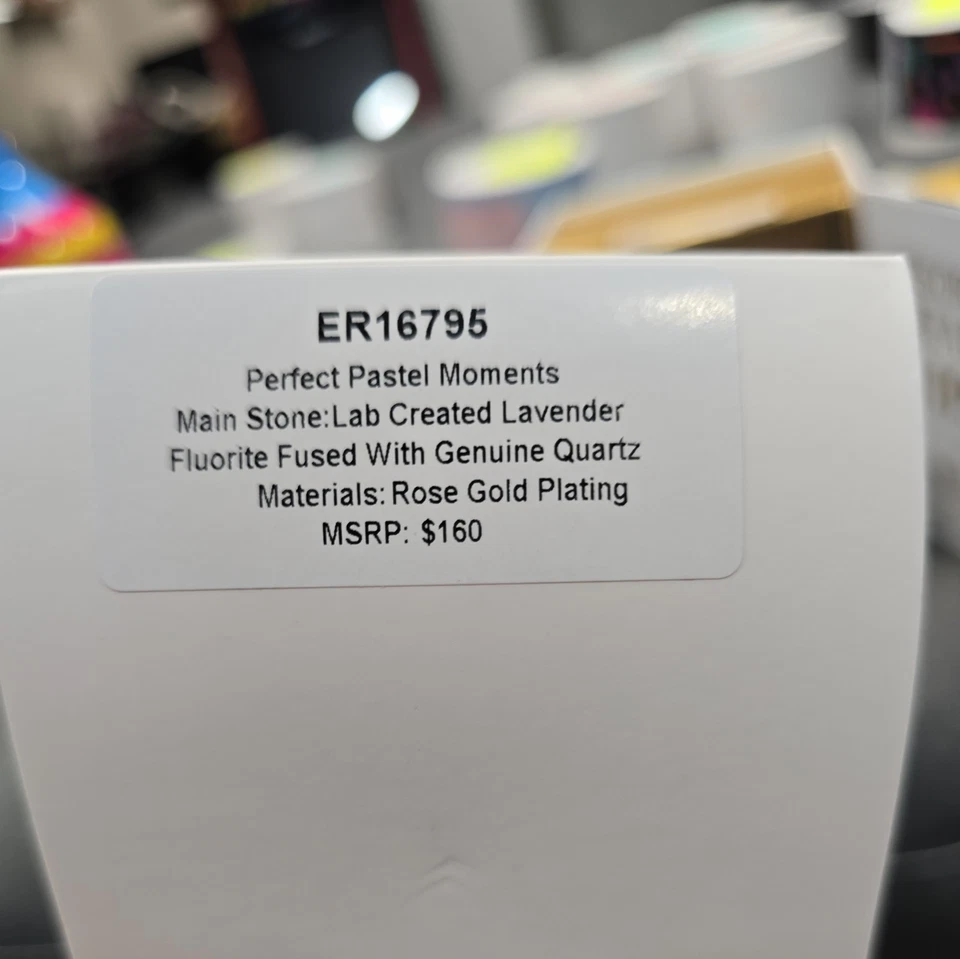 ER16795
Perfect Pastel Moments
Main Stone:Lab Created Lavender
Fluorite Fused With Genuine Quartz
Materials: Rose Gold Plating
MSRP: $160